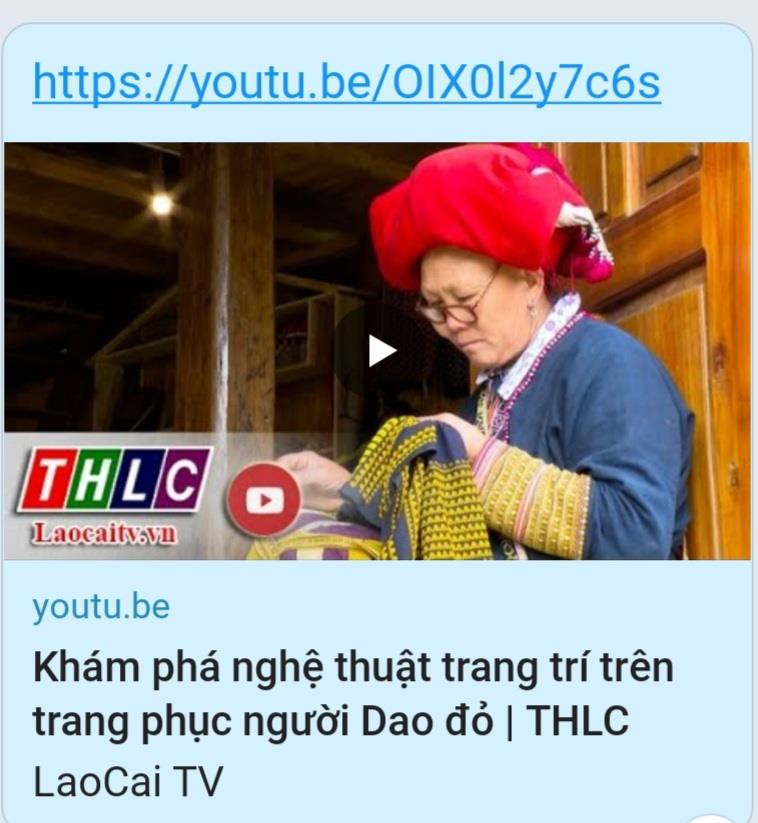 https://youtu.be/OIX0l2y7c6s
THLC
Laocaitv.vn
youtu.be
Khám phá nghệ thuật trang trí trên
trang phục người Dao đỏ | THLC
LaoCai TV